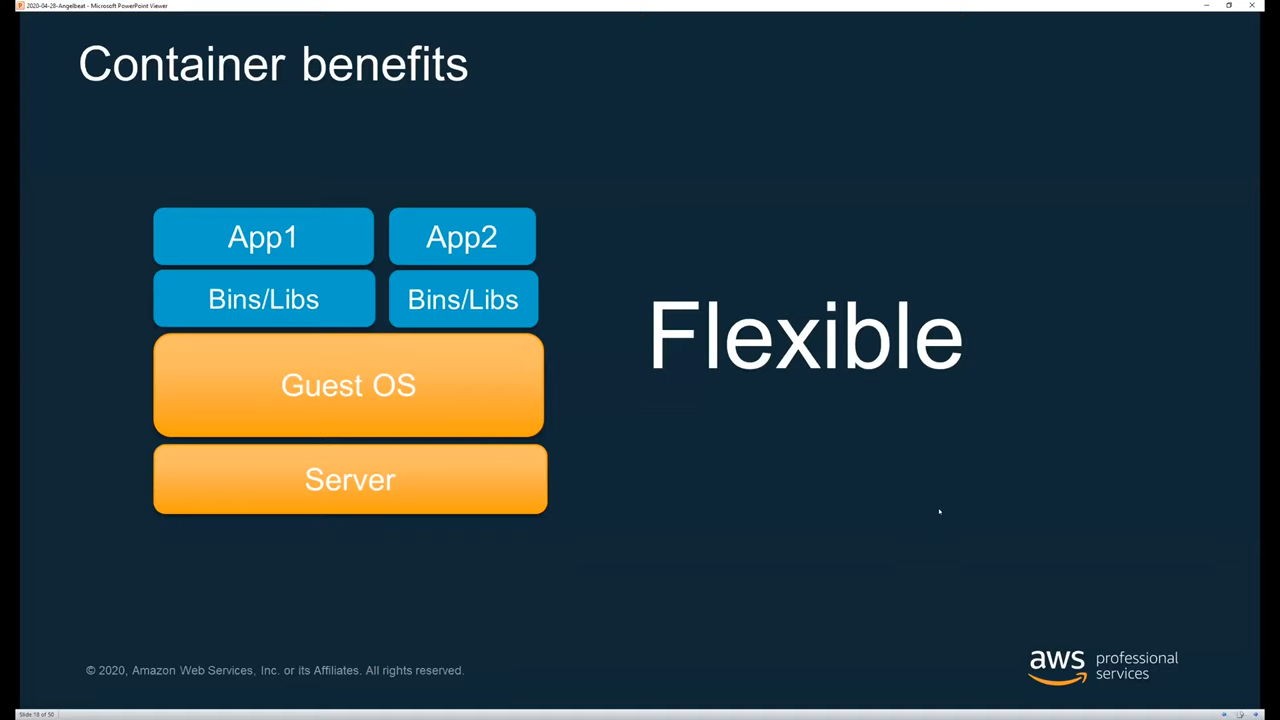 2020-04-28-Angelbeat - Microsoft PowerPoint Viewer
Container benefits
App1
App2
Bins/Libs
Bins/Libs
Guest OS
Server
Flexible
© 2020, Amazon Web Services, Inc. or its Affiliates. All rights reserved.
aws professional
services
Slide 18 of 50